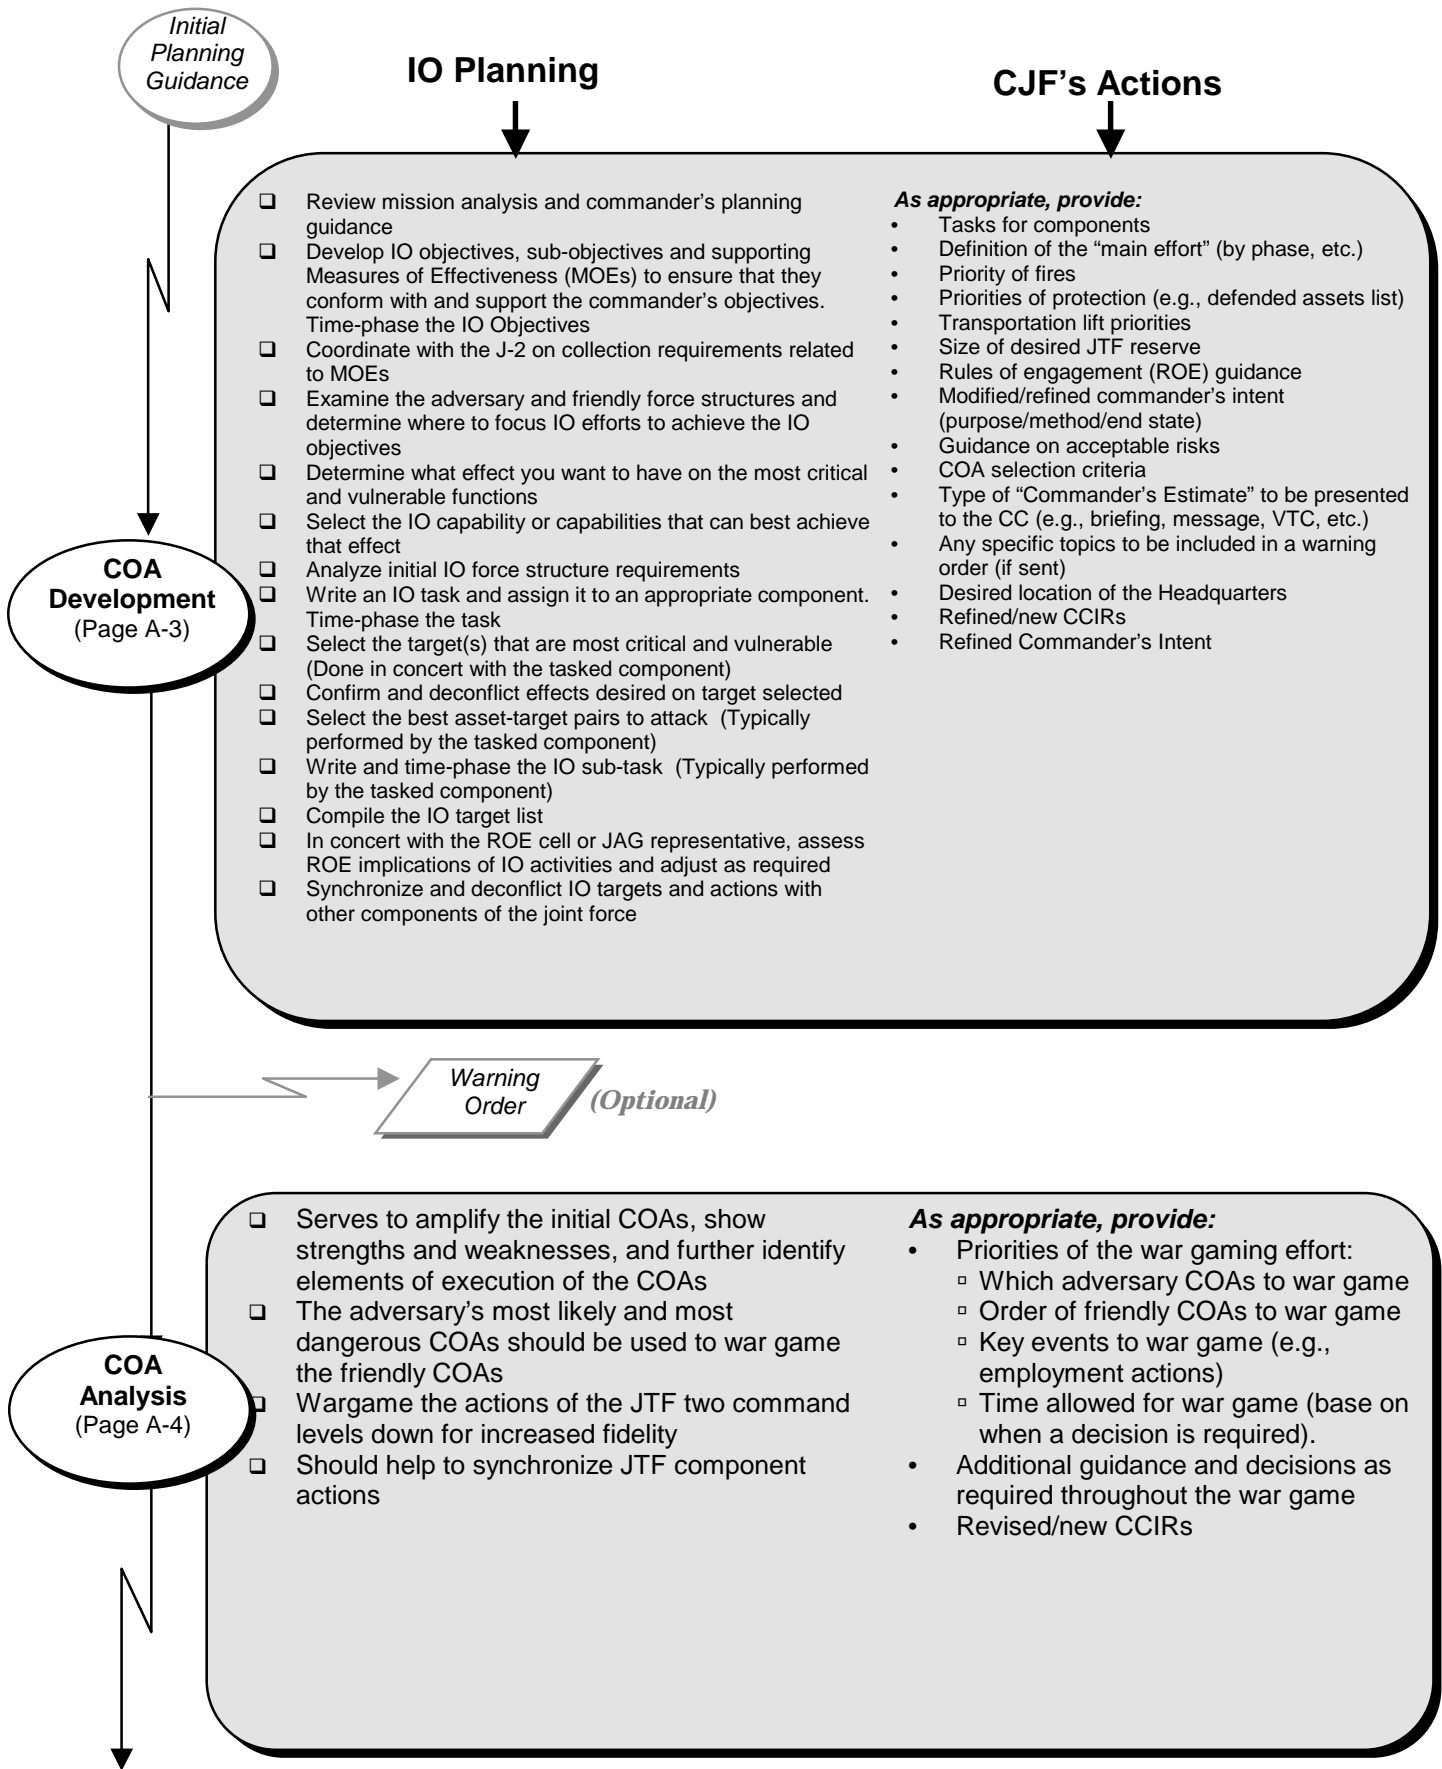 Initial
Planning
Guidance
IO Planning
CJF's Actions
❑ Review mission analysis and commander's planning
guidance
❑ Develop IO objectives, sub-objectives and supporting
Measures of Effectiveness (MOEs) to ensure that they
conform with and support the commander's objectives.
Time-phase the IO Objectives
❑ Coordinate with the J-2 on collection requirements related
to MOEs
❑ Examine the adversary and friendly force structures and
determine where to focus IO efforts to achieve the IO
objectives
❑ Determine what effect you want to have on the most critical
and vulnerable functions
❑ Select the IO capability or capabilities that can best achieve
that effect
❑ Analyze initial IO force structure requirements
❑ Write an IO task and assign it to an appropriate component.
Time-phase the task
❑ Select the target(s) that are most critical and vulnerable
(Done in concert with the tasked component)
❑ Confirm and deconflict effects desired on target selected
❑ Select the best asset-target pairs to attack (Typically
performed by the tasked component)
❑ Write and time-phase the IO sub-task (Typically performed
by the tasked component)
❑ Compile the IO target list
❑ In concert with the ROE cell or JAG representative, assess
ROE implications of IO activities and adjust as required
❑ Synchronize and deconflict IO targets and actions with
other components of the joint force
As appropriate, provide:
• Tasks for components
• Definition of the “main effort” (by phase, etc.)
• Priority of fires
• Priorities of protection (e.g., defended assets list)
• Transportation lift priorities
• Size of desired JTF reserve
• Rules of engagement (ROE) guidance
• Modified/refined commander's intent
(purpose/method/end state)
• Guidance on acceptable risks
• COA selection criteria
• Type of “Commander's Estimate” to be presented
to the CC (e.g., briefing, message, VTC, etc.)
• Any specific topics to be included in a warning
order (if sent)
• Desired location of the Headquarters
• Refined/new CCIRs
• Refined Commander's Intent
COA
Development
(Page A-3)
Warning
Order
(Optional)
❑ Serves to amplify the initial COAs, show
strengths and weaknesses, and further identify
elements of execution of the COAs
❑ The adversary's most likely and most
dangerous COAs should be used to war game
the friendly COAs
❑ Wargame the actions of the JTF two command
levels down for increased fidelity
❑ Should help to synchronize JTF component
actions
As appropriate, provide:
• Priorities of the war gaming effort:
▫ Which adversary COAs to war game
▫ Order of friendly COAs to war game
▫ Key events to war game (e.g.,
employment actions)
▫ Time allowed for war game (base on
when a decision is required).
• Additional guidance and decisions as
required throughout the war game
• Revised/new CCIRs
COA
Analysis
(Page A-4)